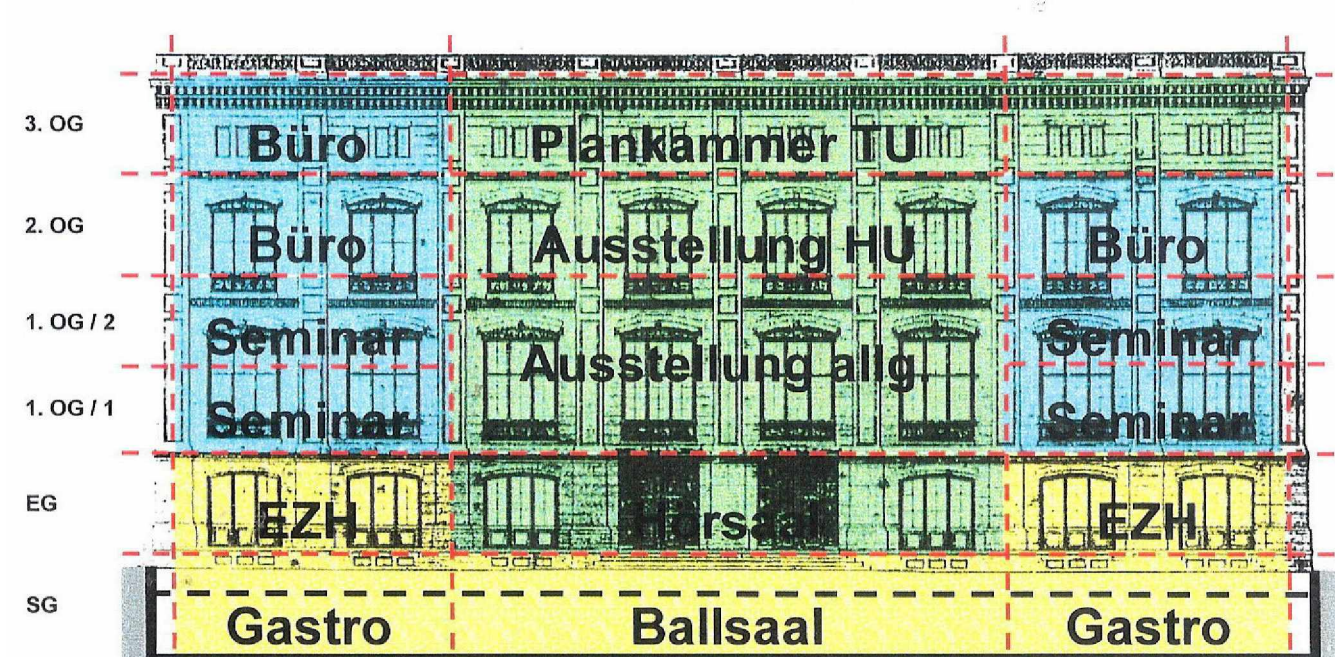 3. OG
Büro Plankammer TU
2. OG
Büro Ausstellung HU Büro
1. OG / 2
Seminar Seminar
Ausstellung allg.
1. OG / 1
Seminar Seminar
EG
EZH Hörsaal EZH
SG
Gastro Ballsaal Gastro